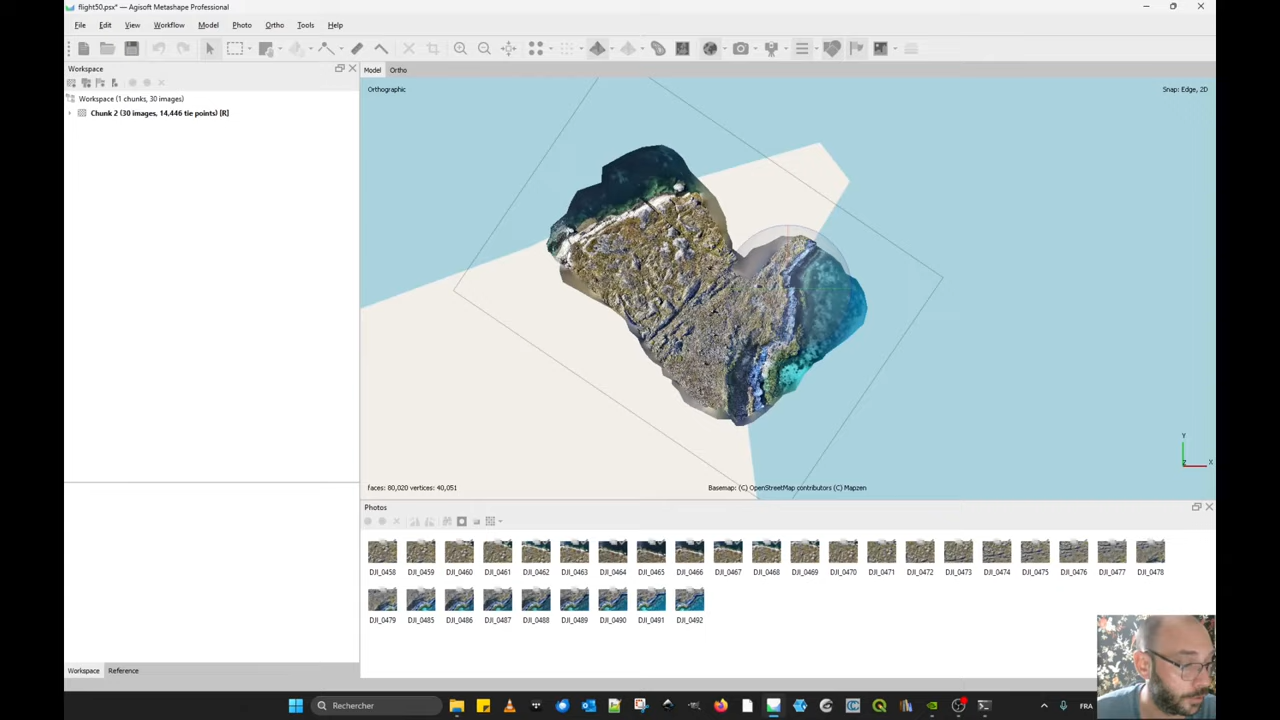 flight50.psx* — Agisoft Metashape Professional
File Edit View Workflow Model Photo Ortho Tools Help
Workspace
Model Ortho
Orthographic
Snap: Edge, 2D
Workspace (1 chunks, 30 images)
Chunk 2 (30 images, 14,446 tie points) [R]
Y
Z X
faces: 80,020 vertices: 40,051
Basemap: (C) OpenStreetMap contributors (C) Mapzen
Photos
DJI_0458 DJI_0459 DJI_0460 DJI_0461 DJI_0462 DJI_0463 DJI_0464 DJI_0465 DJI_0466 DJI_0467 DJI_0468 DJI_0469 DJI_0470 DJI_0471 DJI_0472 DJI_0473 DJI_0474 DJI_0475 DJI_0476 DJI_0477 DJI_0478
DJI_0479 DJI_0485 DJI_0486 DJI_0487 DJI_0488 DJI_0489 DJI_0490 DJI_0491 DJI_0492
Workspace Reference
Rechercher
FRA